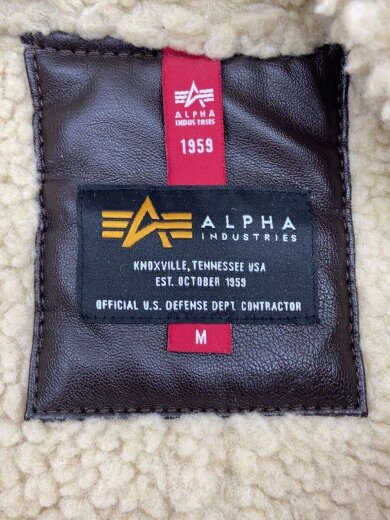 ALPHA
INDUSTRIES
1959
ALPHA
INDUSTRIES
KNOXVILLE, TENNESSEE USA
EST. OCTOBER 1959
OFFICIAL U.S. DEFENSE DEPT. CONTRACTOR
M